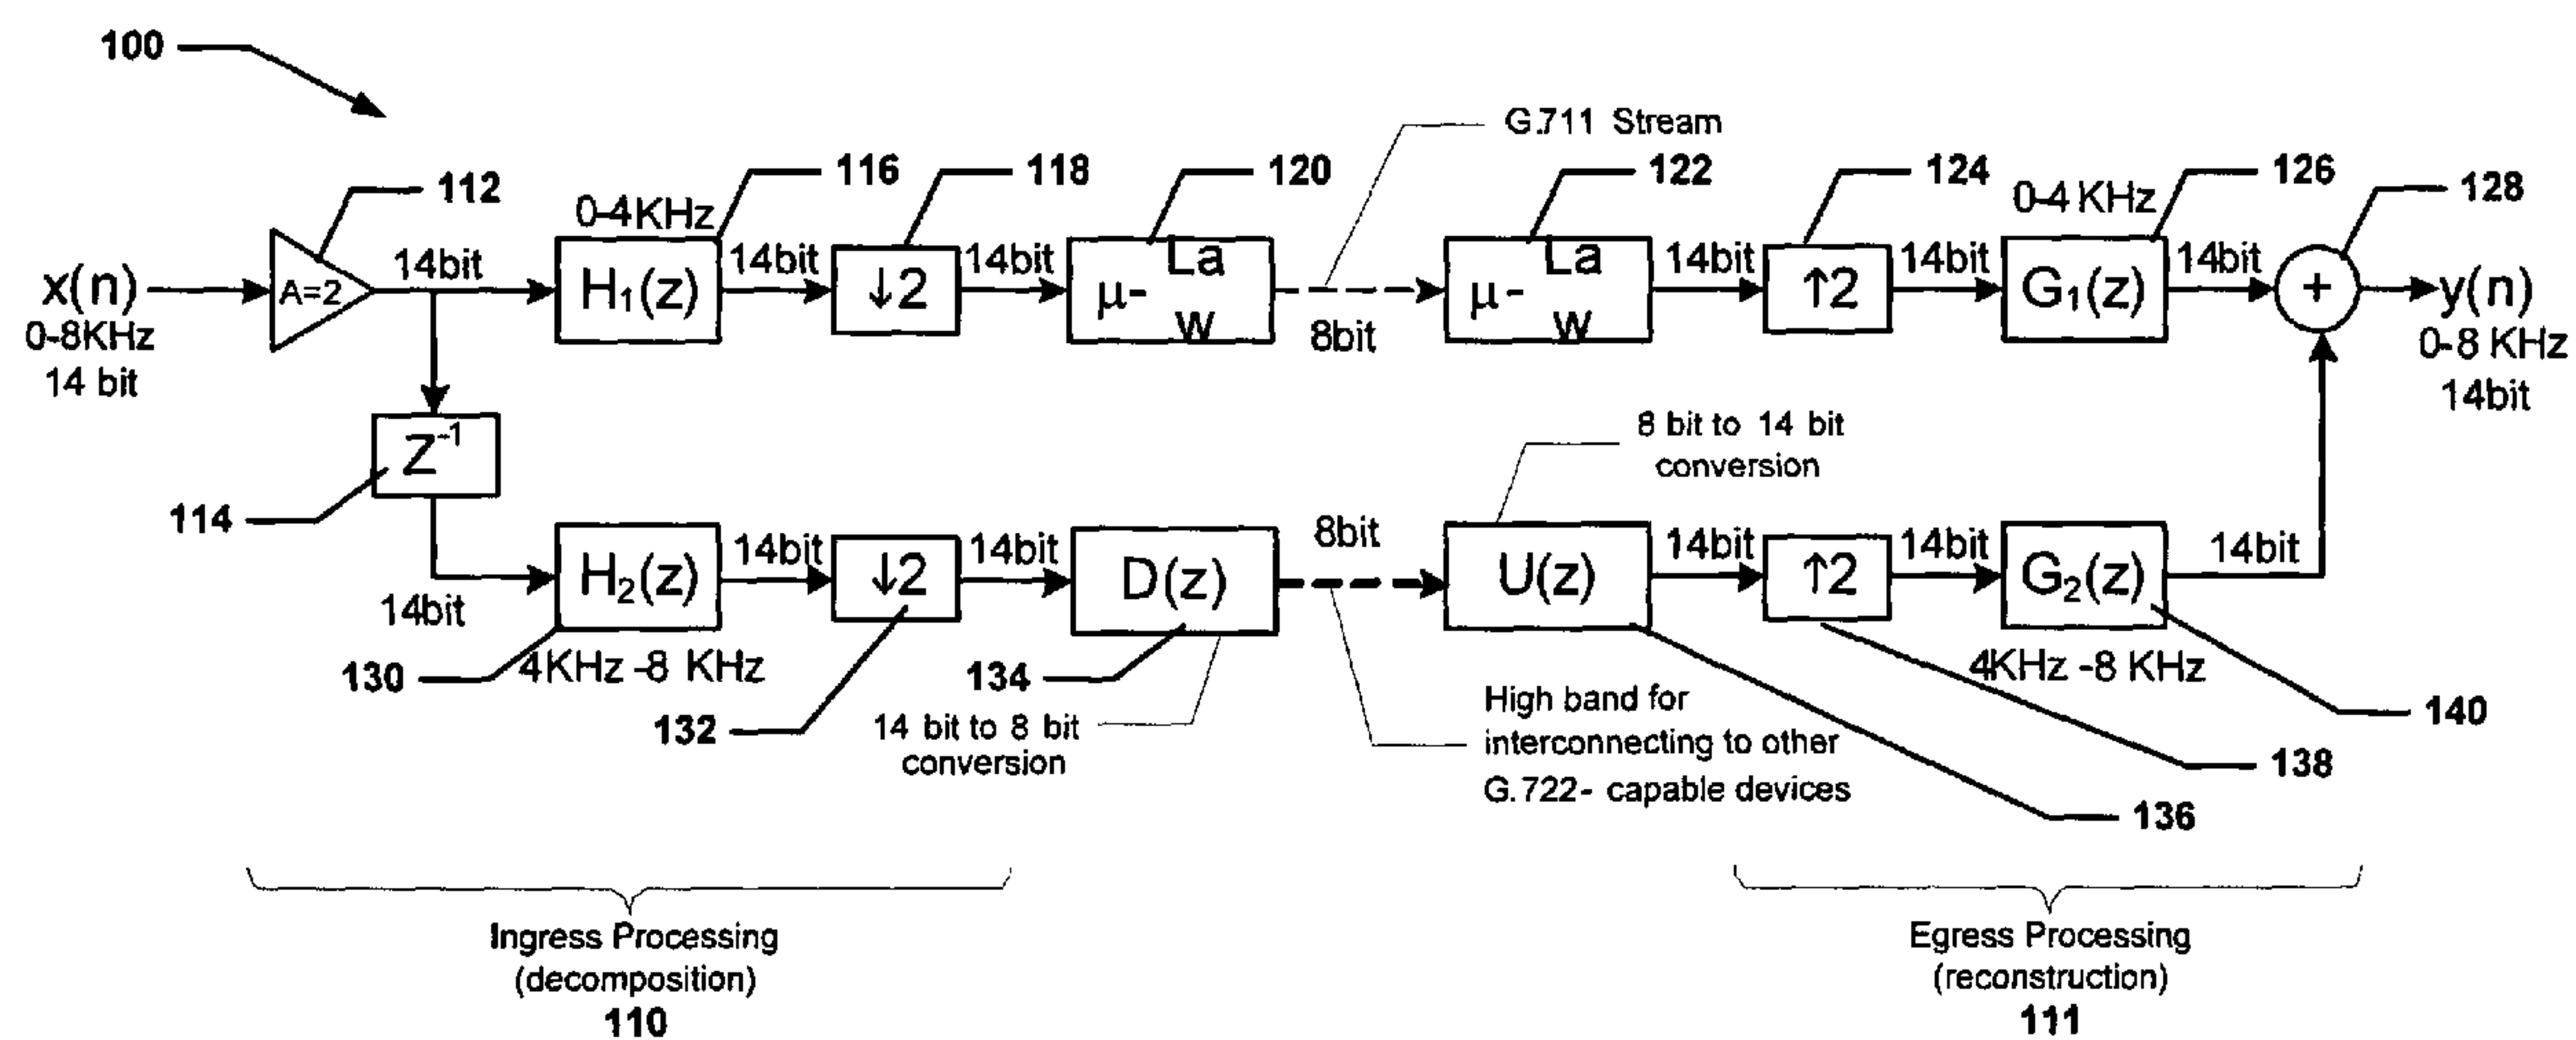 100
G.711 Stream
112
116
118
120
122
124
126
128
0-4KHz
0-4 KHz
x(n)
0-8KHz
14 bit
A=2
14bit
H₁(z)
14bit
↓2
14bit
μ-Law
8bit
μ-Law
14bit
↑2
14bit
G₁(z)
14bit
+
y(n)
0-8 KHz
14bit
Z⁻¹
114
14bit
8 bit to 14 bit
conversion
H₂(z)
14bit
↓2
14bit
D(z)
8bit
U(z)
14bit
↑2
14bit
G₂(z)
14bit
130
4KHz -8 KHz
132
134
14 bit to 8 bit
conversion
High band for
interconnecting to other
G.722- capable devices
4KHz -8 KHz
140
138
136
Ingress Processing
(decomposition)
110
Egress Processing
(reconstruction)
111